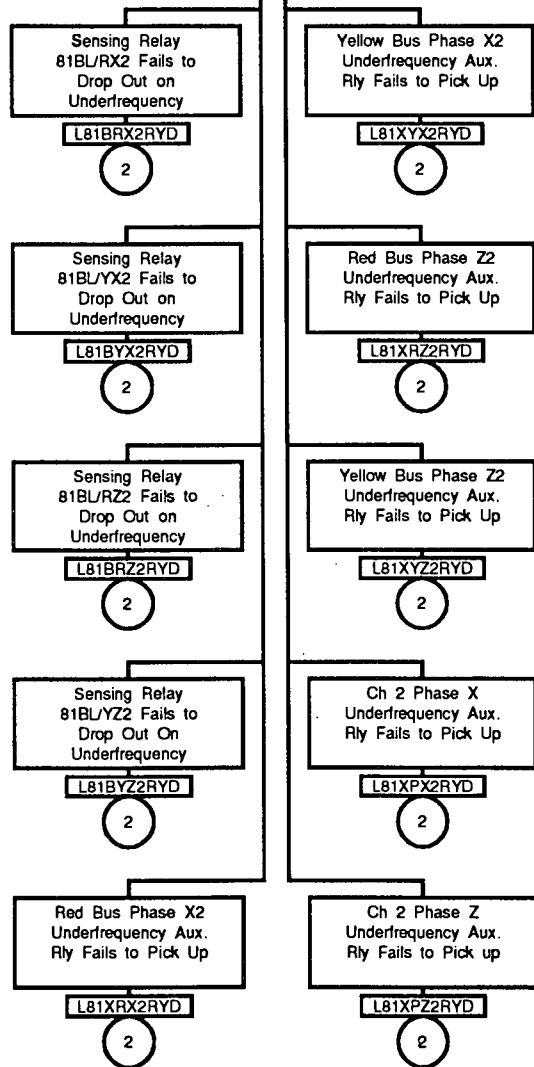 Sensing Relay
81BL/RX2 Fails to
Drop Out on
Underfrequency
L81BRX2RYD
2
Yellow Bus Phase X2
Underfrequency Aux.
Rly Fails to Pick Up
L81XYX2RYD
2
Sensing Relay
81BL/YX2 Fails to
Drop Out on
Underfrequency
L81BYX2RYD
2
Red Bus Phase Z2
Underfrequency Aux.
Rly Fails to Pick Up
L81XRZ2RYD
2
Sensing Relay
81BL/RZ2 Fails to
Drop Out on
Underfrequency
L81BRZ2RYD
2
Yellow Bus Phase Z2
Underfrequency Aux.
Rly Fails to Pick Up
L81XYZ2RYD
2
Sensing Relay
81BL/YZ2 Fails to
Drop Out On
Underfrequency
L81BYZ2RYD
2
Ch 2 Phase X
Underfrequency Aux.
Rly Fails to Pick Up
L81XPX2RYD
2
Red Bus Phase X2
Underfrequency Aux.
Rly Fails to Pick Up
L81XRX2RYD
2
Ch 2 Phase Z
Underfrequency Aux.
Rly Fails to Pick up
L81XPZ2RYD
2